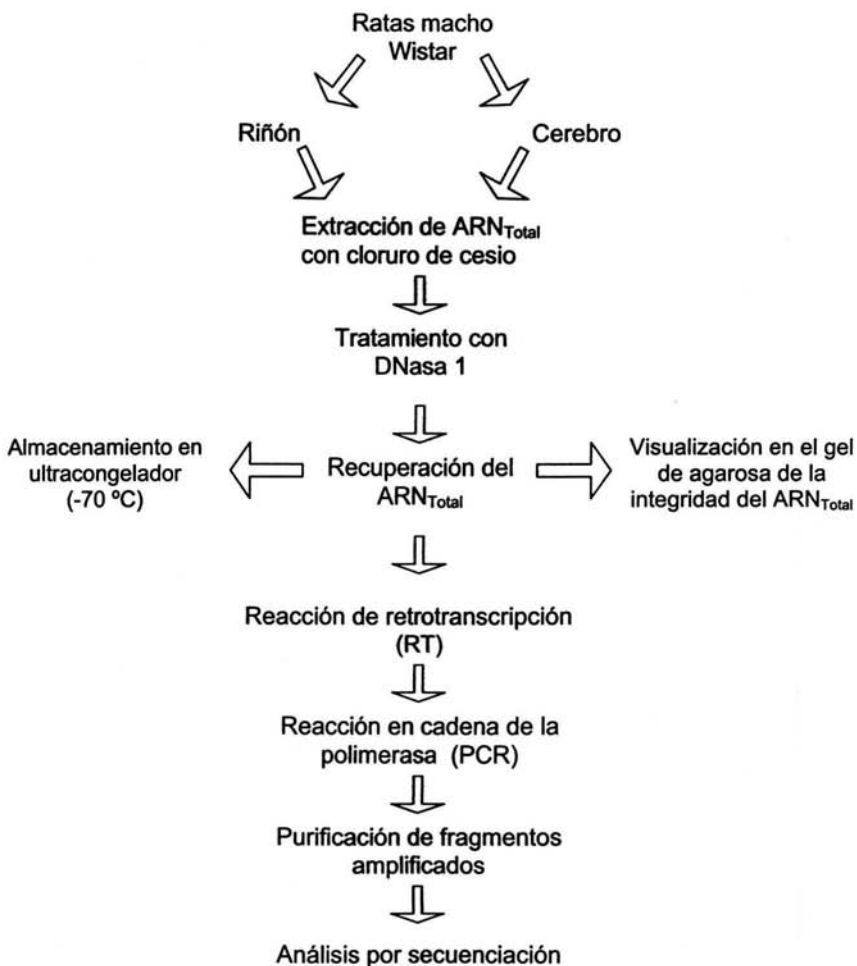 Ratas macho
Wistar
Riñón
Cerebro
Extracción de ARNTotal
con cloruro de cesio
Tratamiento con
DNasa 1
Almacenamiento en
ultracongelador
(-70 ºC)
Recuperación del
ARNTotal
Visualización en el gel
de agarosa de la
integridad del ARNTotal
Reacción de retrotranscripción
(RT)
Reacción en cadena de la
polimerasa (PCR)
Purificación de fragmentos
amplificados
Análisis por secuenciación